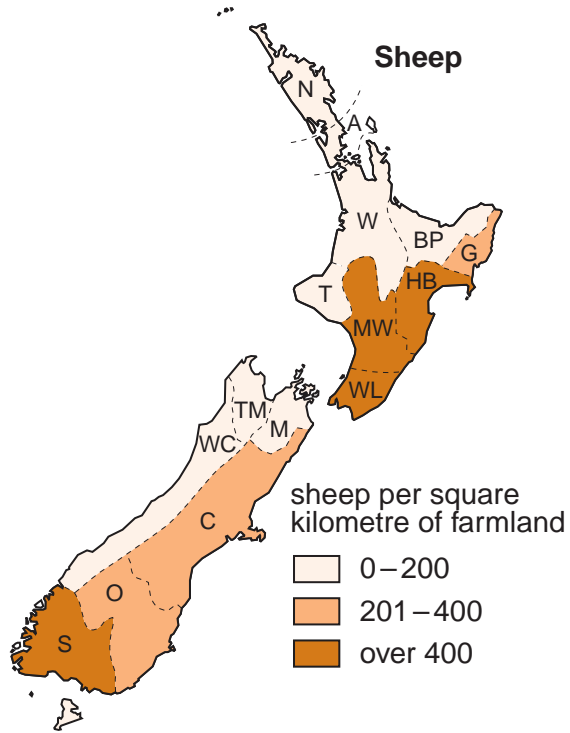 Sheep
N
A
W
BP
G
T
HB
MW
WL
TM
M
WC
C
O
S
sheep per square
kilometre of farmland
0–200
201–400
over 400